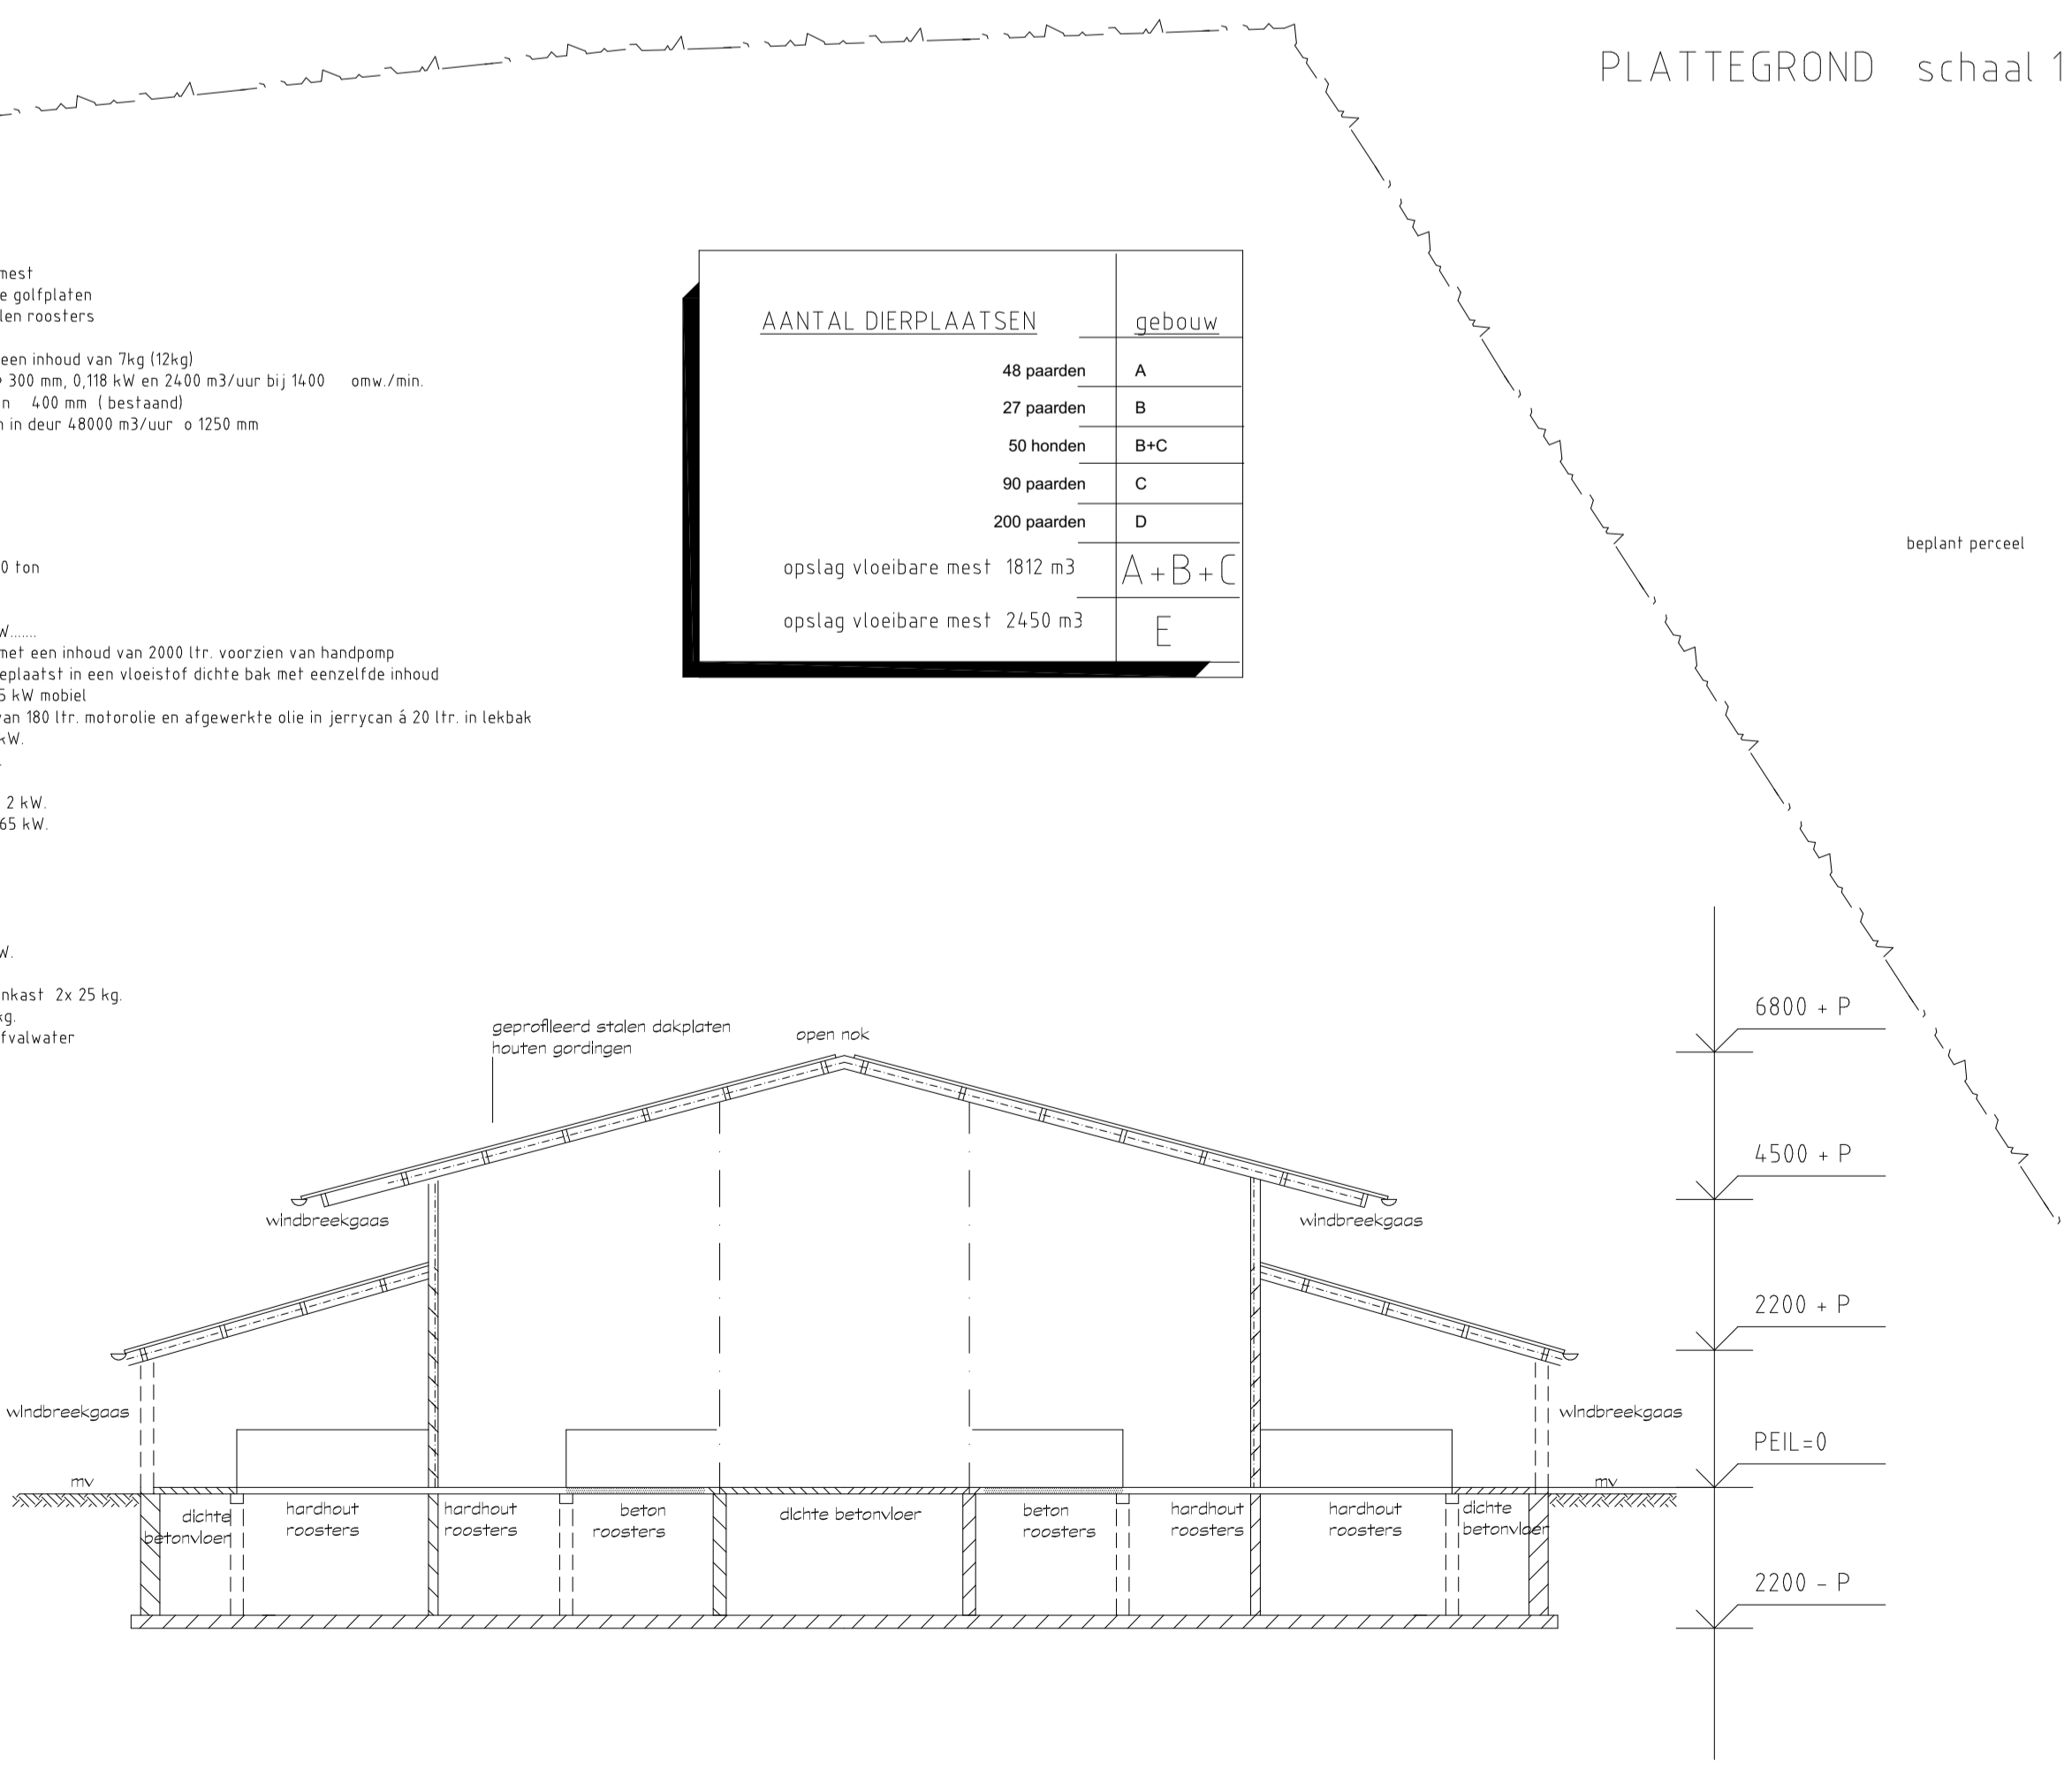 PLATTEGROND schaal 1
mest
e golfplaten
len roosters
een inhoud van 7kg (12kg)
300 mm, 0,118 kW en 2400 m3/uur bij 1400 omw./min.
n 400 mm ( bestaand)
in deur 48000 m3/uur o 1250 mm
0 ton
W.......
met een inhoud van 2000 ltr. voorzien van handpomp
eplaatst in een vloeistof dichte bak met eenzelfde inhoud
5 kW mobiel
van 180 ltr. motorolie en afgewerkte olie in jerrycan á 20 ltr. in lekbak
kW.
2 kW.
65 kW.
W.
nkast 2x 25 kg.
kg.
fvalwater
AANTAL DIERPLAATSEN gebouw
48 paarden A
27 paarden B
50 honden B+C
90 paarden C
200 paarden D
opslag vloeibare mest 1812 m3 A+B+C
opslag vloeibare mest 2450 m3 E
beplant perceel
geprofileerd stalen dakplaten
houten gordingen
open nok
windbreekgaas
windbreekgaas
windbreekgaas
windbreekgaas
6800 + P
4500 + P
2200 + P
PEIL=0
2200 - P
mv
mv
dichte
betonvloer
hardhout
roosters
hardhout
roosters
beton
roosters
dichte betonvloer
beton
roosters
hardhout
roosters
hardhout
roosters
dichte
betonvloer